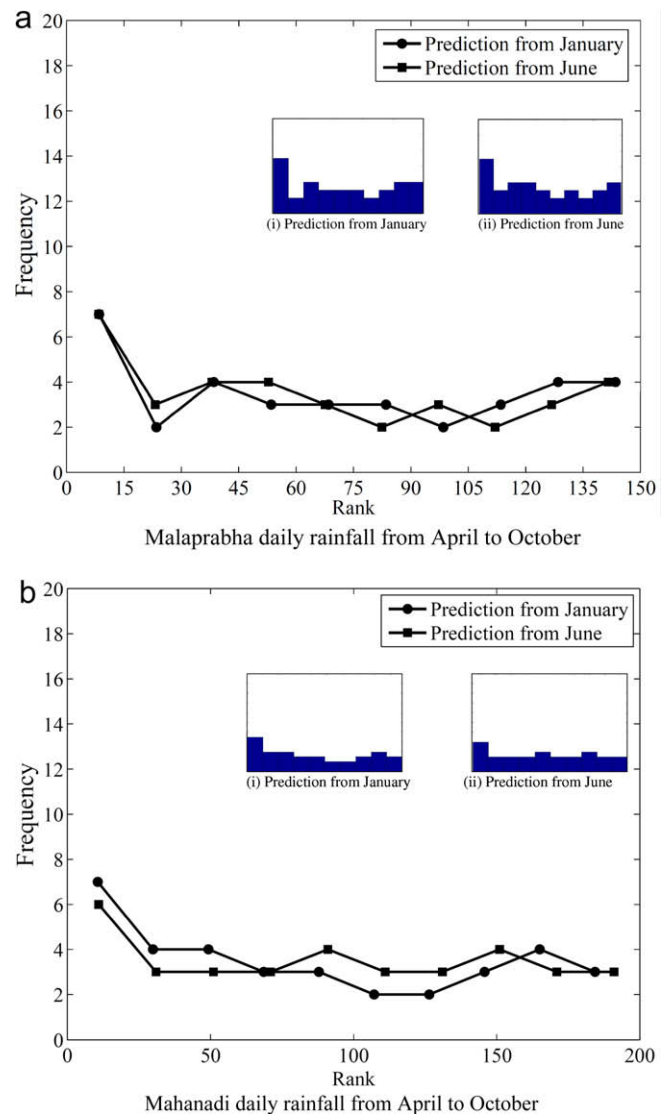 a
20
18
16
14
12
10
8
6
4
2
0
Frequency
Prediction from January
Prediction from June
(i) Prediction from January
(ii) Prediction from June
0 15 30 45 60 75 90 105 120 135 150
Rank
Malaprabha daily rainfall from April to October
b
20
18
16
14
12
10
8
6
4
2
0
Frequency
Prediction from January
Prediction from June
(i) Prediction from January
(ii) Prediction from June
0 50 100 150 200
Rank
Mahanadi daily rainfall from April to October